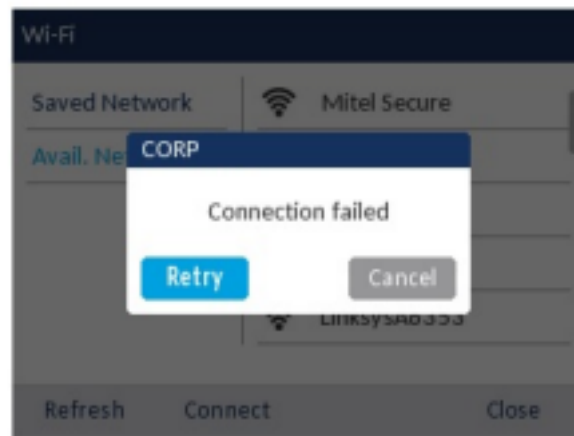 Wi-Fi
Saved Network
Mitel Secure
Avail. Ne
CORP
Connection failed
Retry
Cancel
LinksysA8353
Refresh
Connect
Close